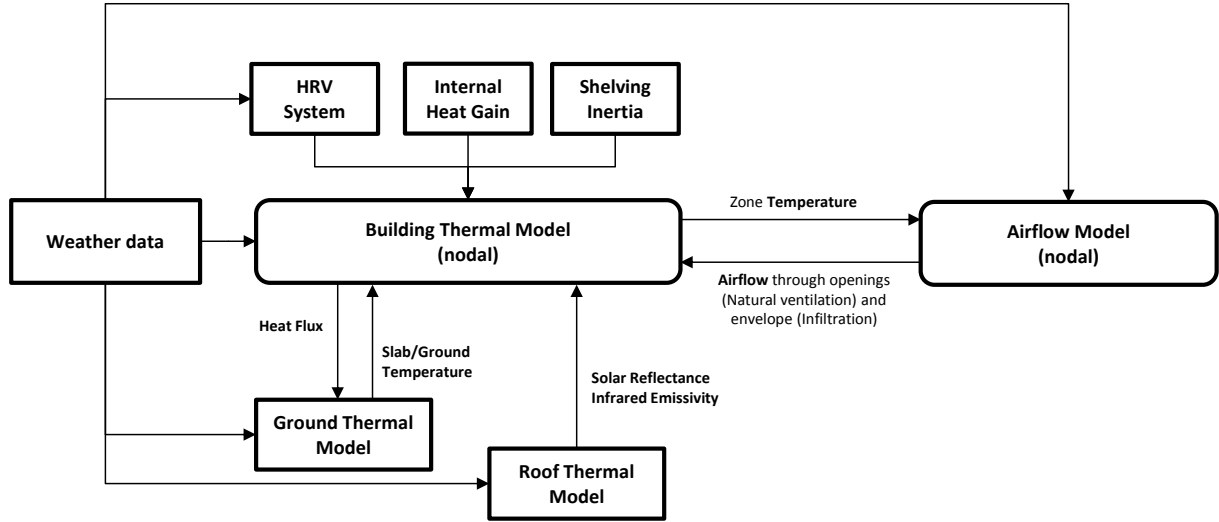 HRV
System
Internal
Heat Gain
Shelving
Inertia
Weather data
Building Thermal Model
(nodal)
Zone Temperature
Airflow Model
(nodal)
Airflow through openings
(Natural ventilation) and
envelope (Infiltration)
Heat Flux
Slab/Ground
Temperature
Solar Reflectance
Infrared Emissivity
Ground Thermal
Model
Roof Thermal
Model